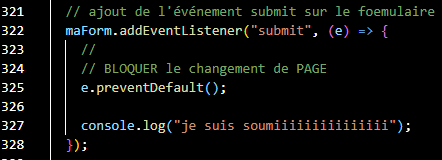 321 // ajout de l'événement submit sur le foemulaire
322 maForm.addEventListener("submit", (e) => {
323 //
324 // BLOQUER le changement de PAGE
325 e.preventDefault();
326
327 console.log("je suis soumiiiiiiiiiiiiiiii");
328 });